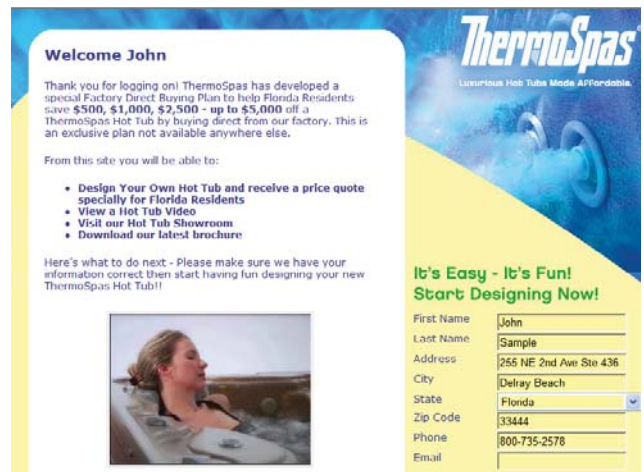 Welcome John
Thank you for logging on! ThermoSpas has developed a
special Factory Direct Buying Plan to help Florida Residents
save $500, $1,000, $2,500 - up to $5,000 off a
ThermoSpas Hot Tub by buying direct from our factory. This is
an exclusive plan not available anywhere else.
From this site you will be able to:
• Design Your Own Hot Tub and receive a price quote
specially for Florida Residents
• View a Hot Tub Video
• Visit our Hot Tub Showroom
• Download our latest brochure
Here's what to do next - Please make sure we have your
information correct then start having fun designing your new
ThermoSpas Hot Tub!!
ThermoSpas®
Luxurious Hot Tubs Made Affordable.
It's Easy - It's Fun!
Start Designing Now!
First Name John
Last Name Sample
Address 255 NE 2nd Ave Ste 436
City Delray Beach
State Florida
Zip Code 33444
Phone 800-735-2578
Email